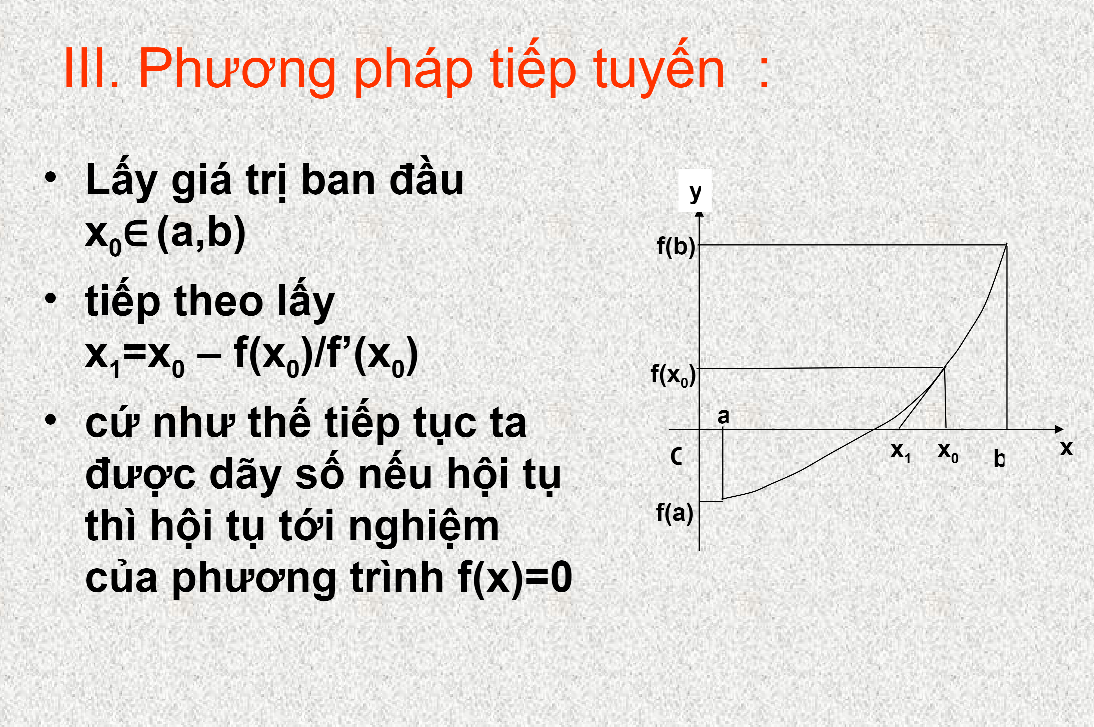 III. Phương pháp tiếp tuyến :
• Lấy giá trị ban đầu
x₀∈(a,b)
• tiếp theo lấy
x₁=x₀ – f(x₀)/f’(x₀)
• cứ như thế tiếp tục ta
được dãy số nếu hội tụ
thì hội tụ tới nghiệm
của phương trình f(x)=0
y
f(b)
f(x₀)
a
O
x₁
x₀
b
x
f(a)